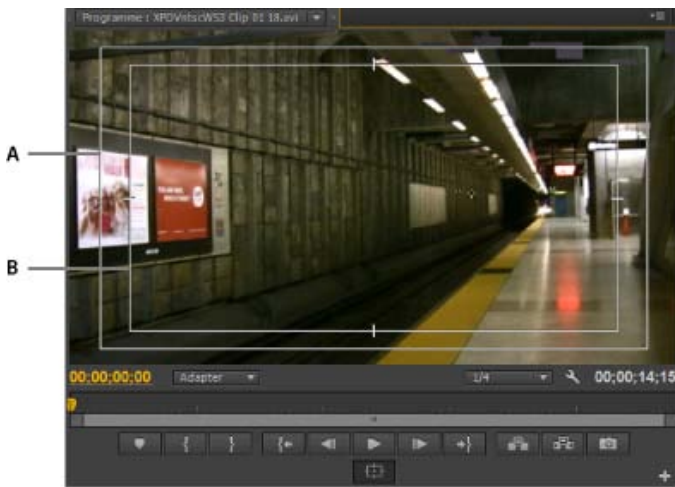 Programme : XPDVntscWS3 Clip 01 18.avi
A
B
00;00;00;00 Adapter 1/4 00;00;14;15